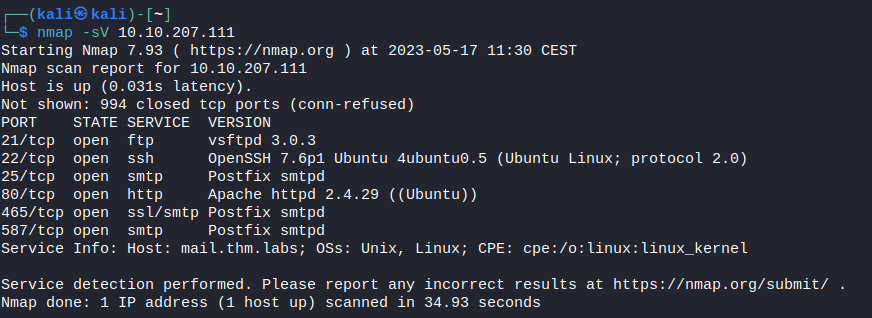 ┌──(kali㉿kali)-[~]
└─$ nmap -sV 10.10.207.111
Starting Nmap 7.93 ( https://nmap.org ) at 2023-05-17 11:30 CEST
Nmap scan report for 10.10.207.111
Host is up (0.031s latency).
Not shown: 994 closed tcp ports (conn-refused)
PORT    STATE SERVICE  VERSION
21/tcp  open  ftp      vsftpd 3.0.3
22/tcp  open  ssh      OpenSSH 7.6p1 Ubuntu 4ubuntu0.5 (Ubuntu Linux; protocol 2.0)
25/tcp  open  smtp     Postfix smtpd
80/tcp  open  http     Apache httpd 2.4.29 ((Ubuntu))
465/tcp open  ssl/smtp Postfix smtpd
587/tcp open  smtp     Postfix smtpd
Service Info: Host: mail.thm.labs; OSs: Unix, Linux; CPE: cpe:/o:linux:linux_kernel

Service detection performed. Please report any incorrect results at https://nmap.org/submit/ .
Nmap done: 1 IP address (1 host up) scanned in 34.93 seconds